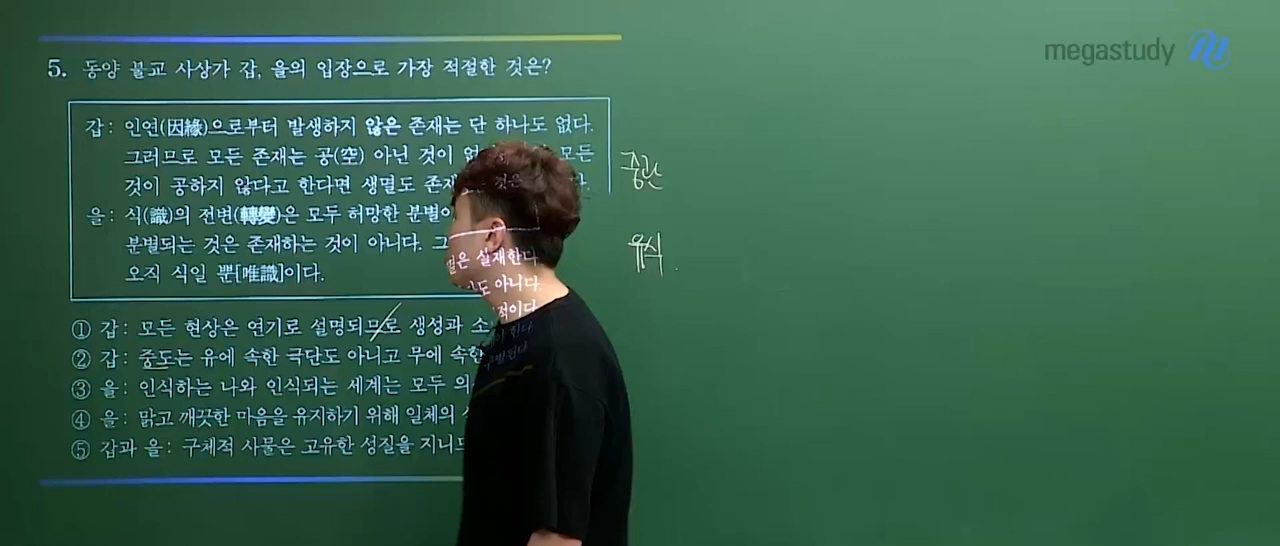 megastudy
5. 동양 불교 사상가 갑, 을의 입장으로 가장 적절한 것은?
갑: 인연(因緣)으로부터 발생하지 않은 존재는 단 하나도 없다.
그러므로 모든 존재는 공(空) 아닌 것이 모든
것이 공하지 않다고 한다면 생멸도
중관
을: 식(識)의 전변(轉變)은 모두 허망한
분별되는 것은 존재하는 것이 아니다.
유식
오직 식일 뿐[唯識]이다.
은 실재한다
도 아니다.
적이다
① 갑: 모든 현상은 연기로 설명되므로 생성과
② 갑: 중도는 유에 속한 극단도 아니고 무에 속한
③ 을: 인식하는 나와 인식되는 세계는 모두
④ 을: 맑고 깨끗한 마음을 유지하기 위해 일체의
⑤ 갑과 을: 구체적 사물은 고유한 성질을